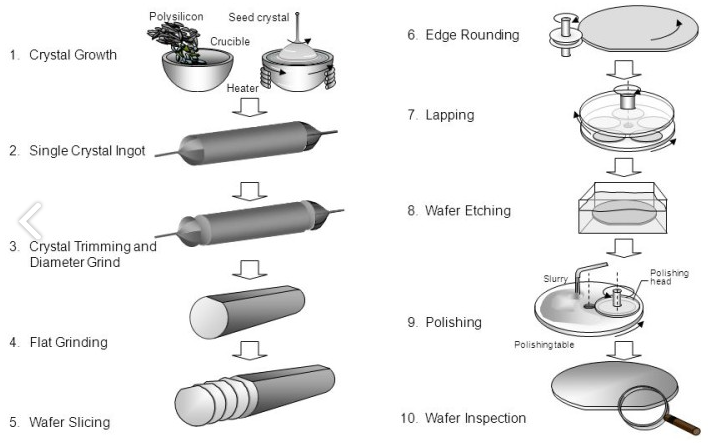 Polysilicon
Seed crystal
Crucible
1. Crystal Growth
Heater
2. Single Crystal Ingot
3. Crystal Trimming and
Diameter Grind
4. Flat Grinding
5. Wafer Slicing
6. Edge Rounding
7. Lapping
8. Wafer Etching
Slurry
Polishing
head
9. Polishing
Polishing table
10. Wafer Inspection